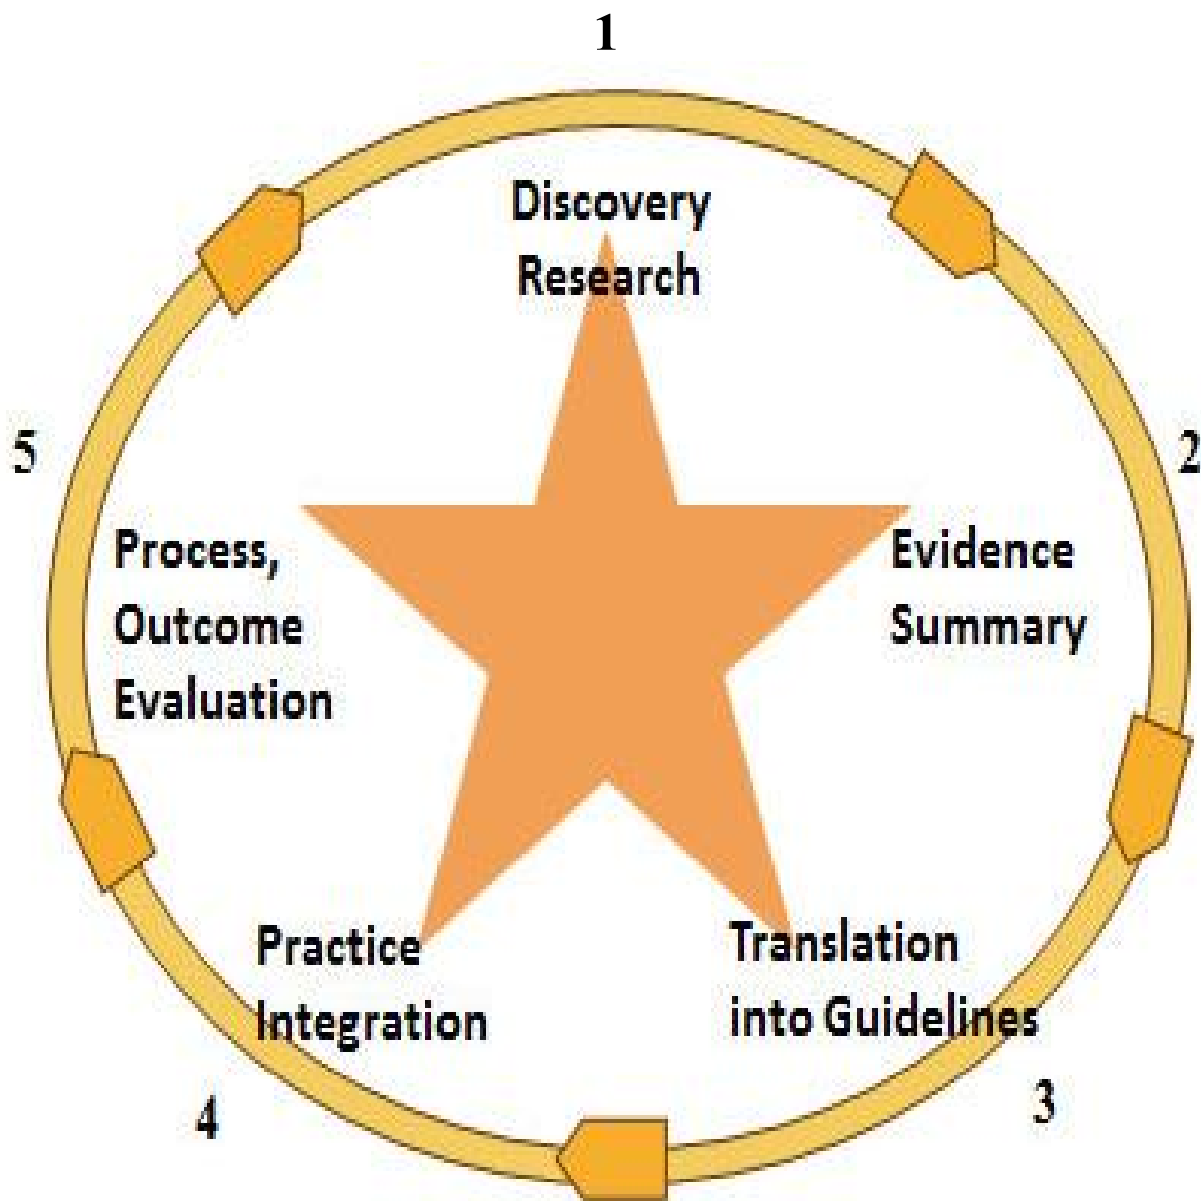 1
Discovery
Research
2
Evidence
Summary
3
Translation
into Guidelines
4
Practice
Integration
5
Process,
Outcome
Evaluation